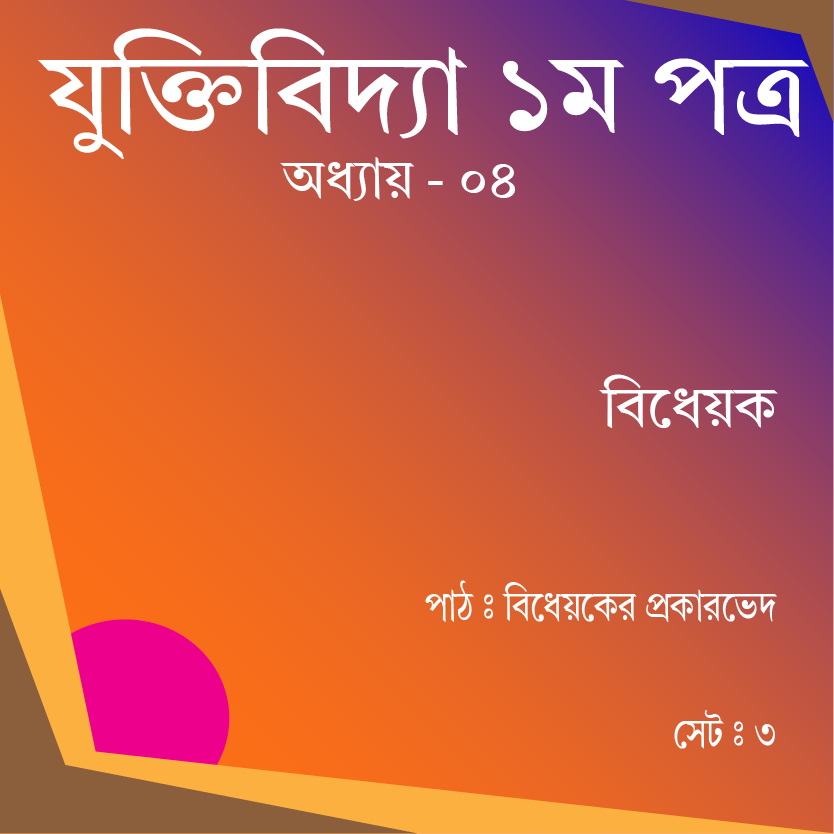 যুক্তিবিদ্যা ১ম পত্র
অধ্যায় - ০৪
বিধেয়ক
পাঠ ঃ বিধেয়কের প্রকারভেদ
সেট ঃ ৩